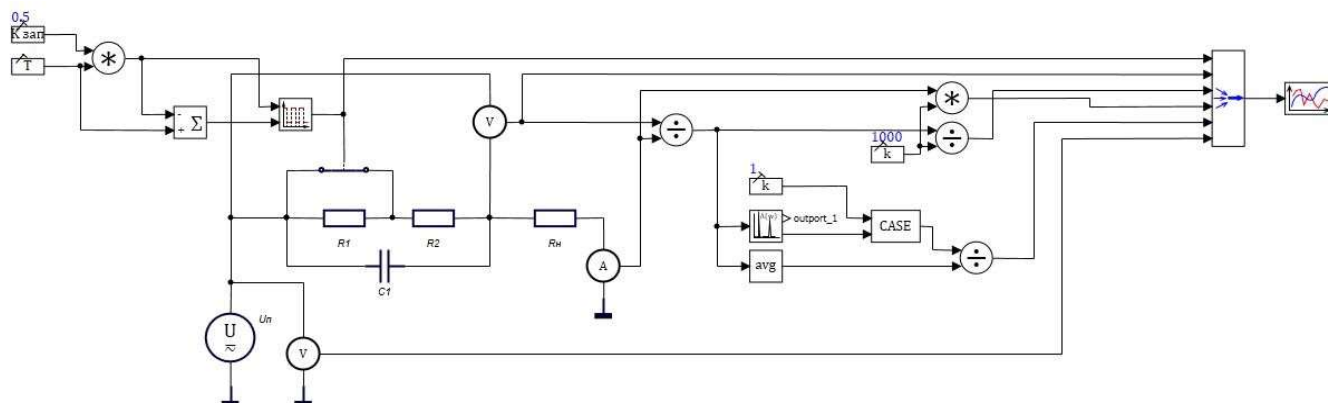 0.5
К зап
T
*
- 
+
Σ
V
÷
*
1000
k
÷
1
k
A(w)
outport_1
CASE
÷
avg
R1
R2
Rн
C1
A
Uп
U
V